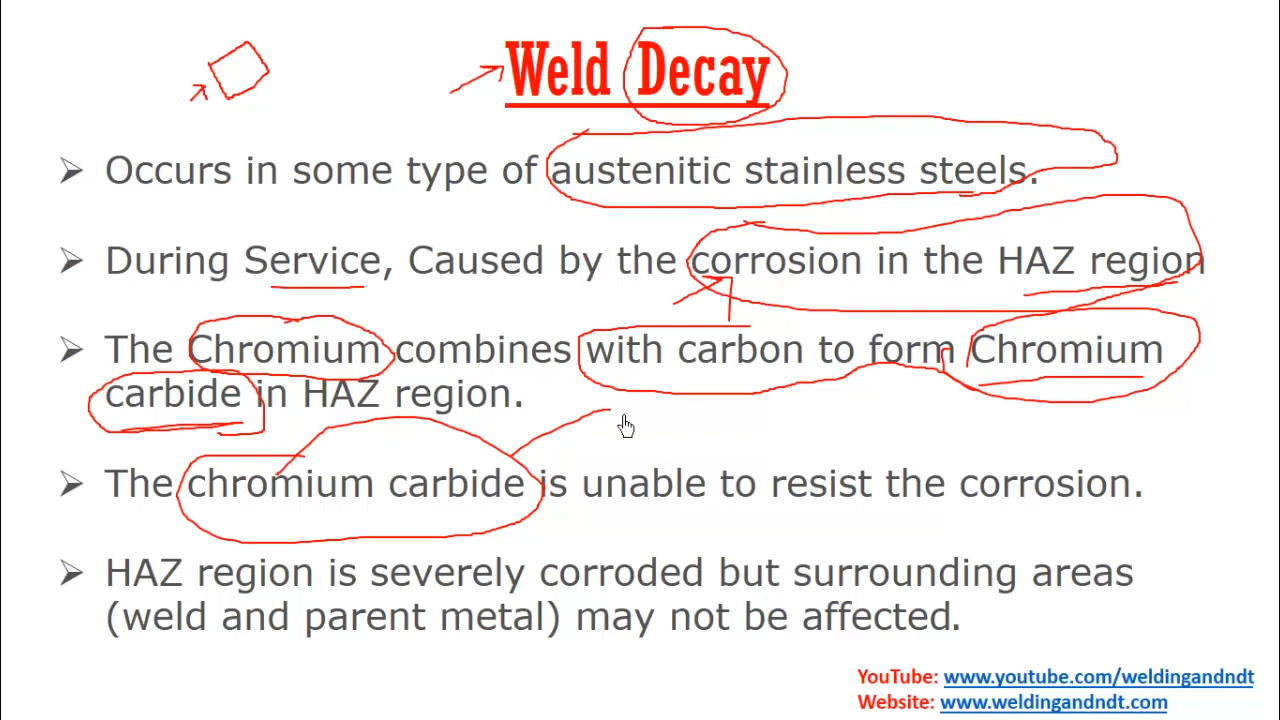 Weld Decay
➢ Occurs in some type of austenitic stainless steels.
➢ During Service, Caused by the corrosion in the HAZ region
➢ The Chromium combines with carbon to form Chromium
carbide in HAZ region.
➢ The chromium carbide is unable to resist the corrosion.
➢ HAZ region is severely corroded but surrounding areas
(weld and parent metal) may not be affected.
YouTube: www.youtube.com/weldingandndt
Website: www.weldingandndt.com